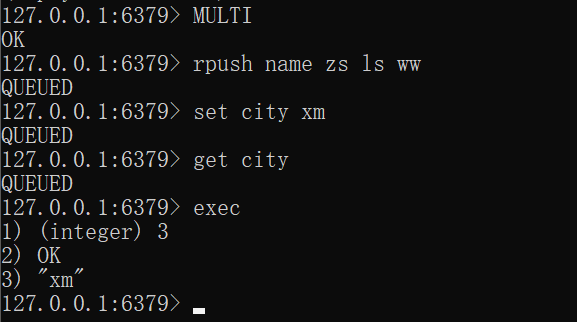 127.0.0.1:6379> MULTI
OK
127.0.0.1:6379> rpush name zs ls ww
QUEUED
127.0.0.1:6379> set city xm
QUEUED
127.0.0.1:6379> get city
QUEUED
127.0.0.1:6379> exec
1) (integer) 3
2) OK
3) "xm"
127.0.0.1:6379>